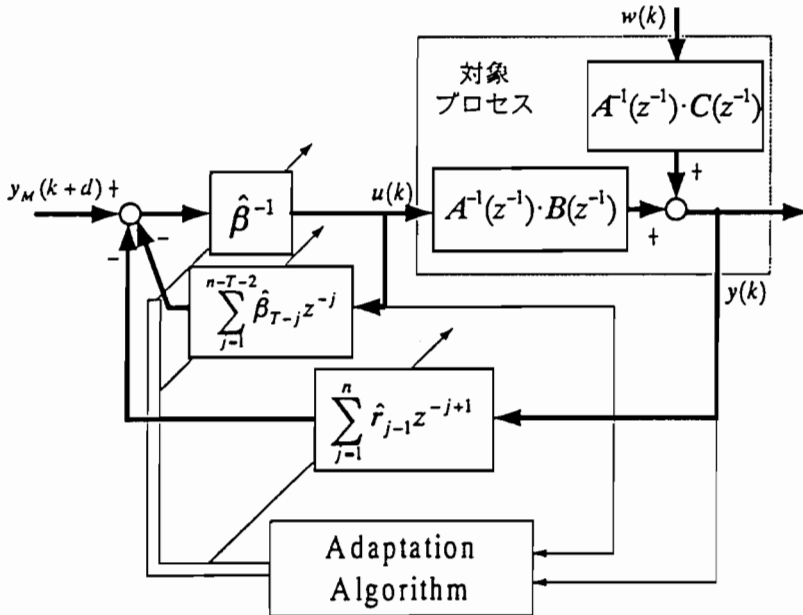 w(k)
対象
プロセス
A⁻¹(z⁻¹)·C(z⁻¹)
+
y_M(k+d) +
β̂⁻¹
u(k)
A⁻¹(z⁻¹)·B(z⁻¹)
+
−
−
y(k)
∑_{j=1}^{n-T-2} β̂_{T-j} z^{-j}
∑_{j=1}^{n} r̂_{j-1} z^{-j+1}
Adaptation
Algorithm